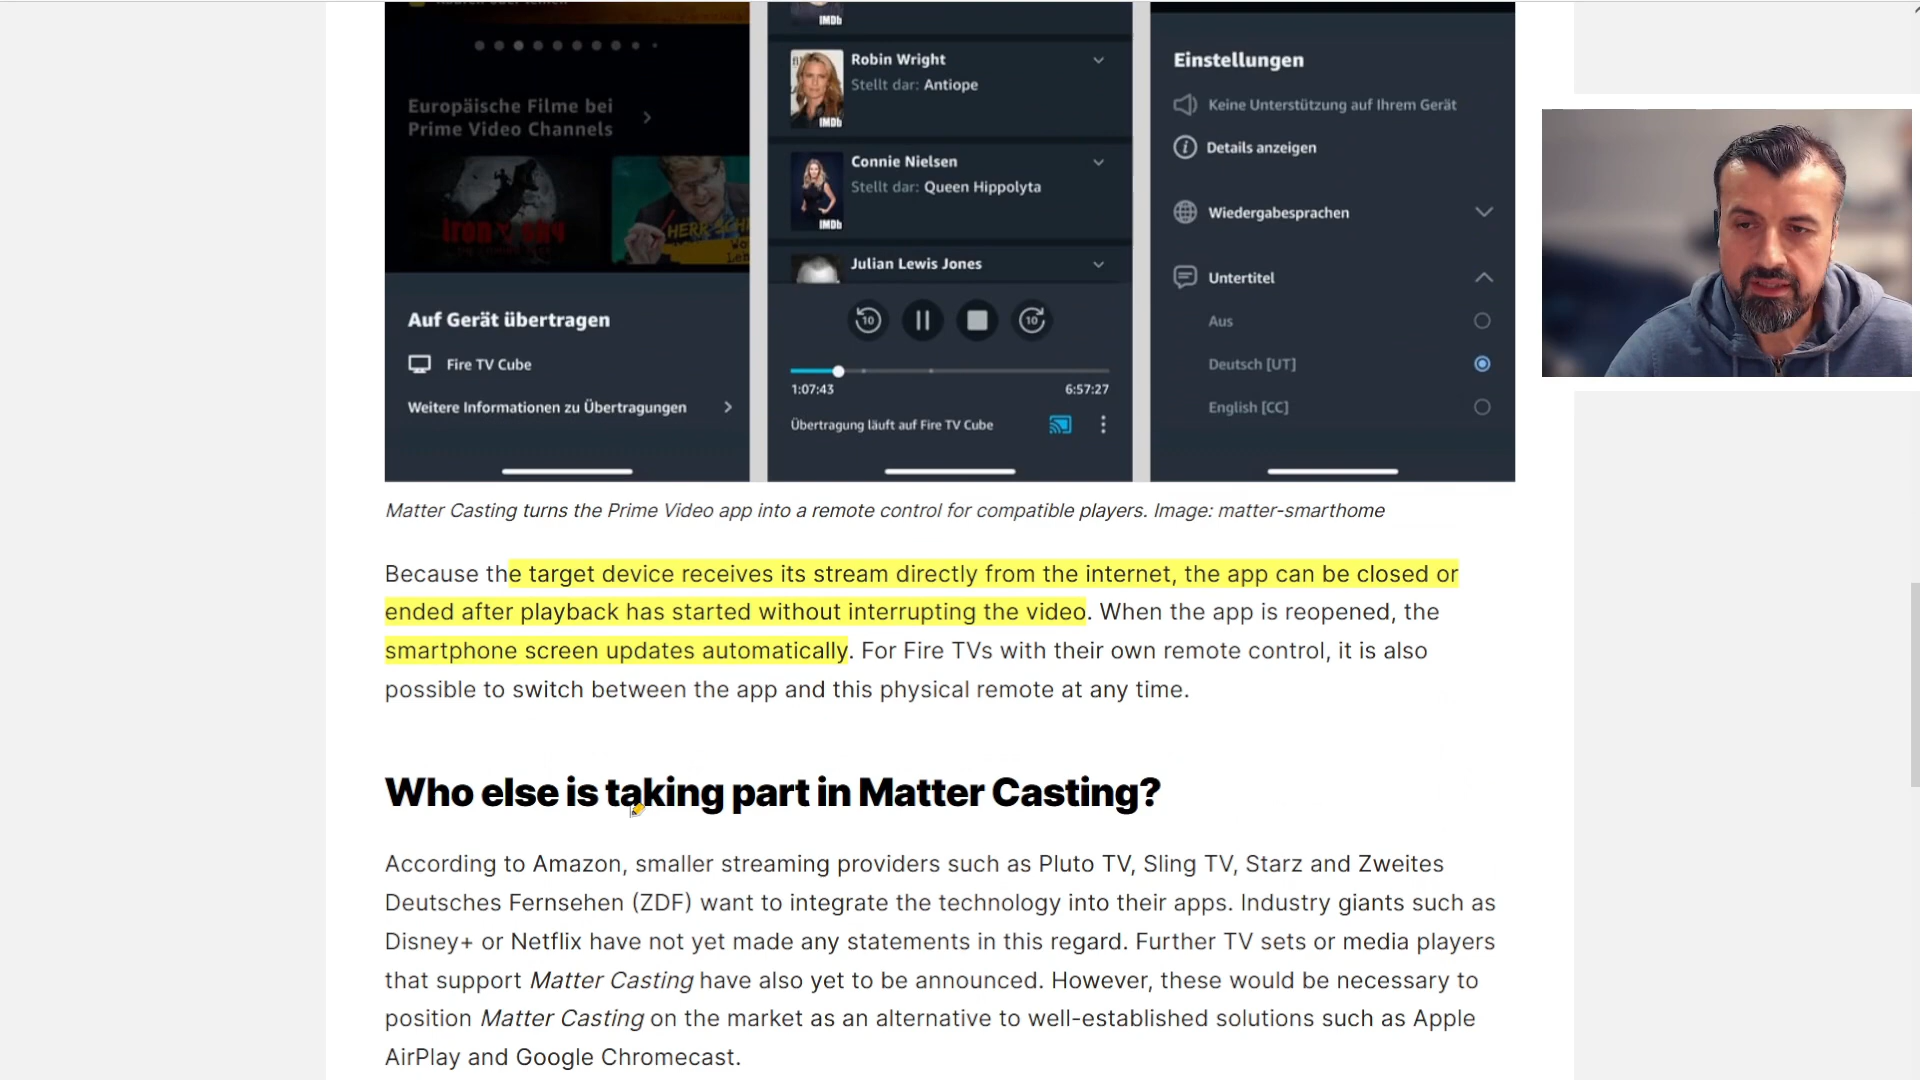 IMDb
Robin Wright
Stellt dar: Antiope
IMDb
Connie Nielsen
Stellt dar: Queen Hippolyta
IMDb
Julian Lewis Jones
Einstellungen
Keine Unterstützung auf Ihrem Gerät
Details anzeigen
Wiedergabesprachen
Untertitel
Aus
Deutsch [UT]
English [CC]
Europäische Filme bei
Prime Video Channels
iron sky
HERR
Auf Gerät übertragen
Fire TV Cube
Weitere Informationen zu Übertragungen
10
10
1:07:43
6:57:27
Übertragung läuft auf Fire TV Cube
Matter Casting turns the Prime Video app into a remote control for compatible players. Image: matter-smarthome
Because the target device receives its stream directly from the internet, the app can be closed or
ended after playback has started without interrupting the video. When the app is reopened, the
smartphone screen updates automatically. For Fire TVs with their own remote control, it is also
possible to switch between the app and this physical remote at any time.
Who else is taking part in Matter Casting?
According to Amazon, smaller streaming providers such as Pluto TV, Sling TV, Starz and Zweites
Deutsches Fernsehen (ZDF) want to integrate the technology into their apps. Industry giants such as
Disney+ or Netflix have not yet made any statements in this regard. Further TV sets or media players
that support Matter Casting have also yet to be announced. However, these would be necessary to
position Matter Casting on the market as an alternative to well-established solutions such as Apple
AirPlay and Google Chromecast.